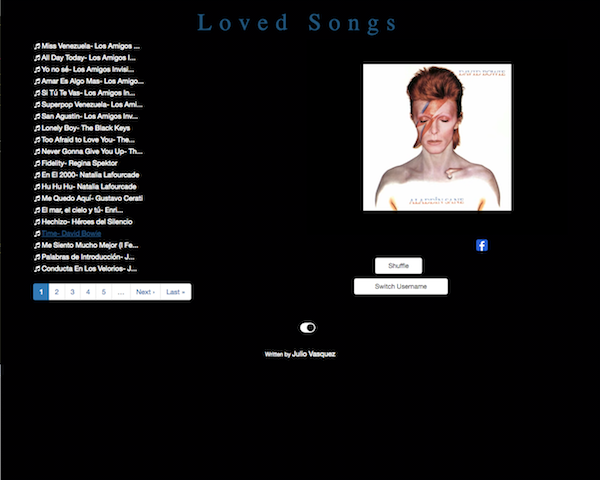 Loved Songs
Miss Venezuela- Los Amigos ...
All Day Today- Los Amigos I...
Yo no sé- Los Amigos Invisi...
Amar Es Algo Mas- Los Amigo...
Si Tú Te Vas- Los Amigos In...
Superpop Venezuela- Los Ami...
San Agustin- Los Amigos Inv...
Lonely Boy- The Black Keys
Too Afraid to Love You- The...
Never Gonna Give You Up- Th...
Fidelity- Regina Spektor
En El 2000- Natalia Lafourcade
Hu Hu Hu- Natalia Lafourcade
Me Quedo Aquí- Gustavo Cerati
El mar, el cielo y tú- Enri...
Hechizo- Héroes del Silencio
Time- David Bowie
Me Siento Mucho Mejor (I Fe...
Palabras de Introducción- J...
Conducta En Los Velorios- J...
1 2 3 4 5 ... Next › Last »
DAVID BOWIE
ALADDIN SANE
f
Shuffle
Switch Username
Written by Julio Vasquez